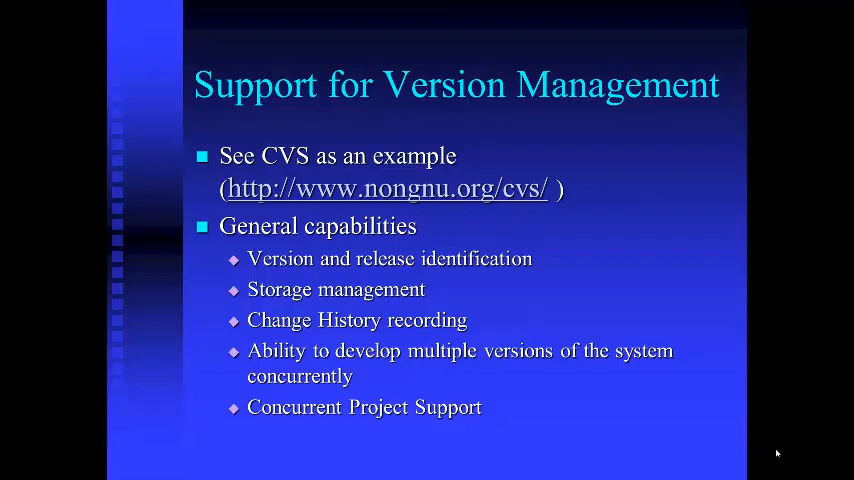 Support for Version Management
See CVS as an example
(http://www.nongnu.org/cvs/ )
General capabilities
Version and release identification
Storage management
Change History recording
Ability to develop multiple versions of the system
concurrently
Concurrent Project Support